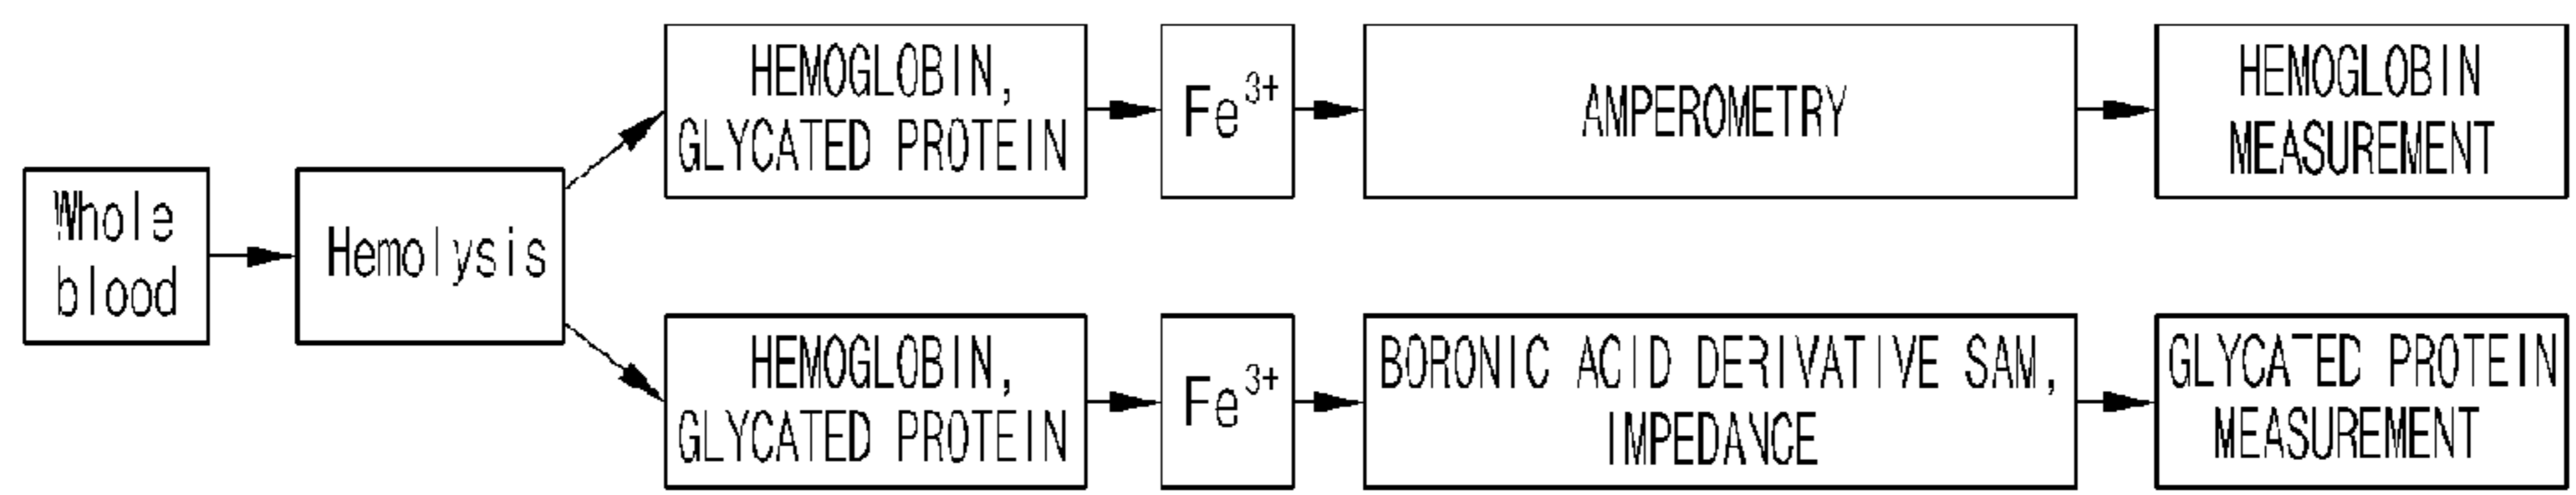 Whole
blood
Hemolysis
HEMOGLOBIN,
GLYCATED PROTEIN
Fe³⁺
AMPEROMETRY
HEMOGLOBIN
MEASUREMENT
HEMOGLOBIN,
GLYCATED PROTEIN
Fe³⁺
BORONIC ACID DERIVATIVE SAM,
IMPEDANCE
GLYCATED PROTEIN
MEASUREMENT